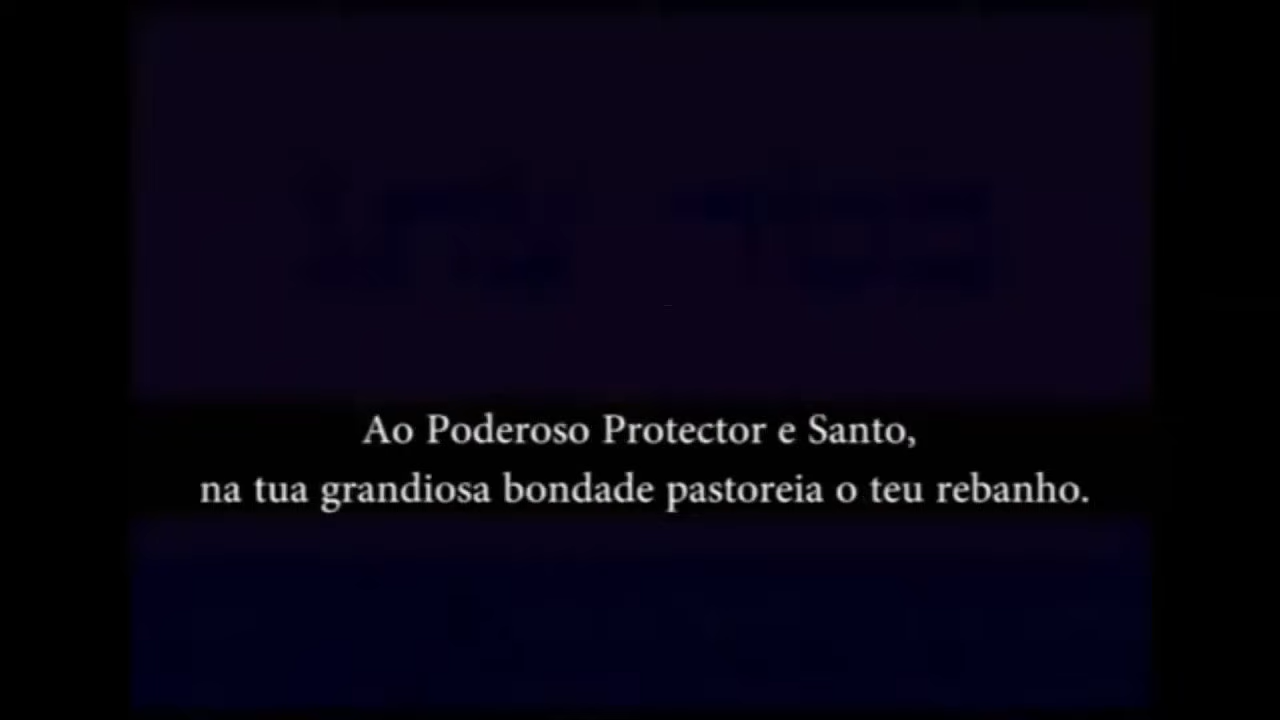 Ao Poderoso Protector e Santo,
na tua grandiosa bondade pastoreia o teu rebanho.